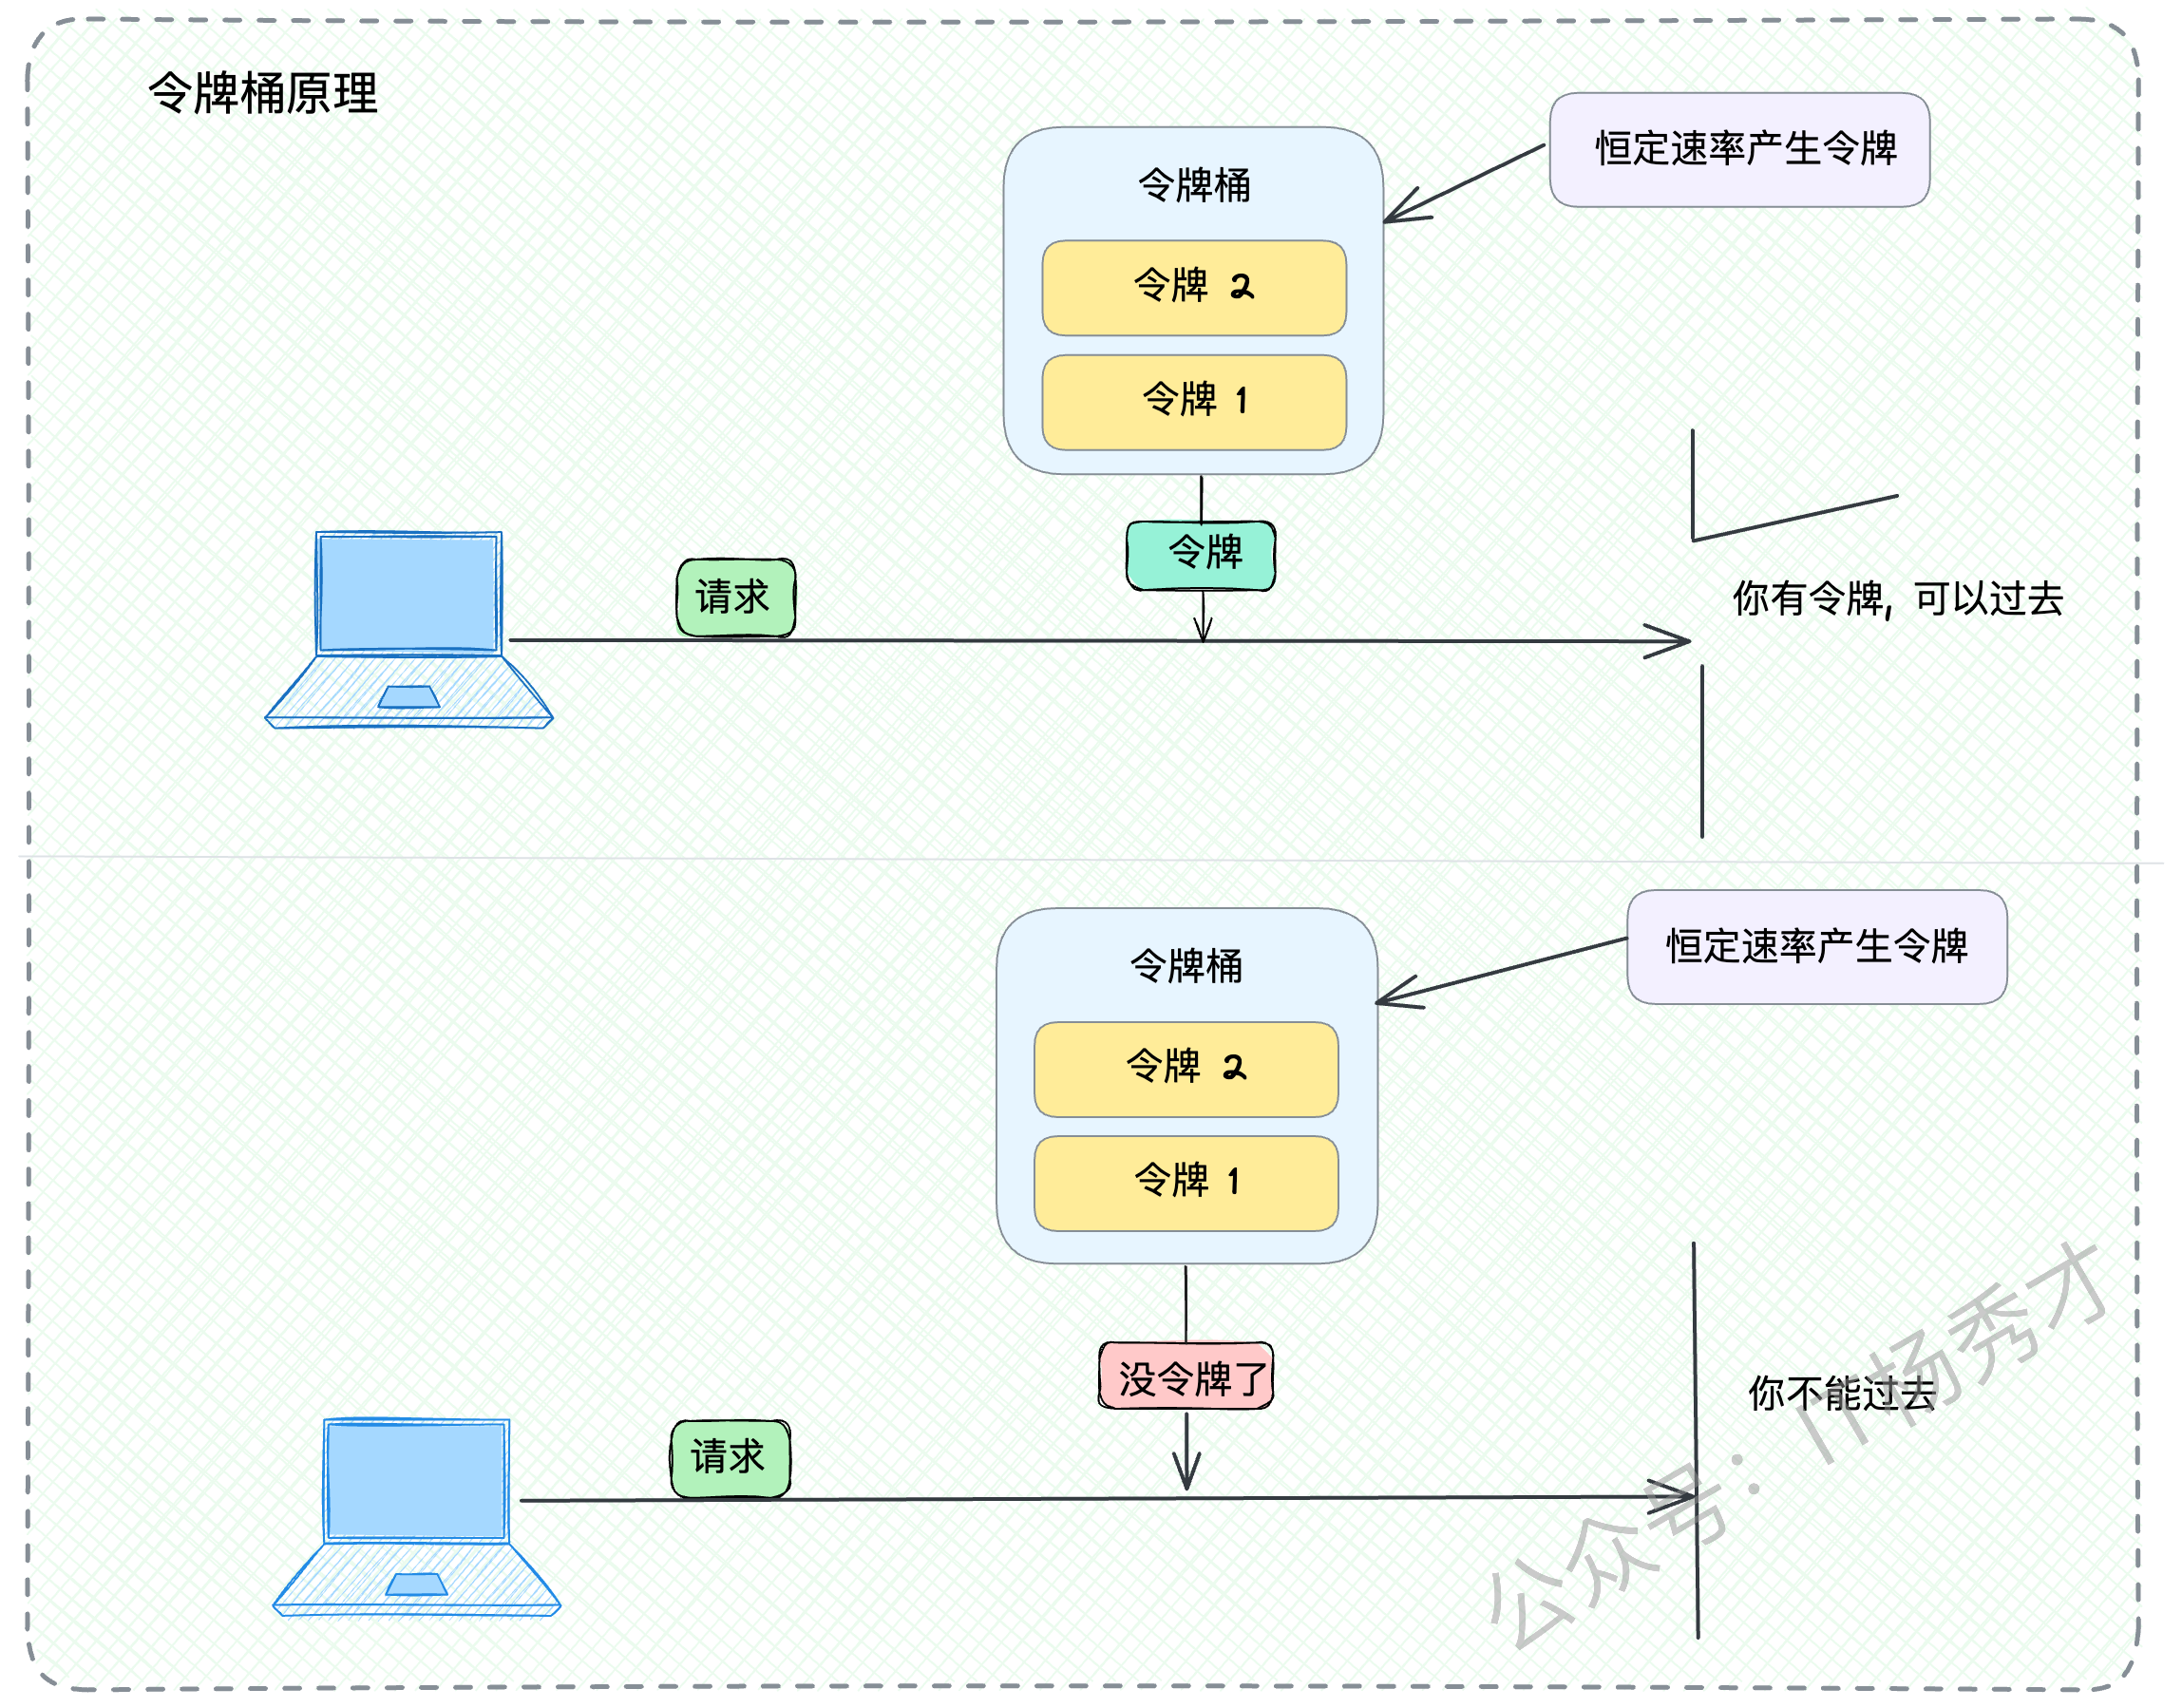 令牌桶原理
恒定速率产生令牌
令牌桶
令牌 2
令牌 1
令牌
请求
你有令牌, 可以过去
恒定速率产生令牌
令牌桶
令牌 2
令牌 1
没令牌了
你不能过去
请求
公众号：IT杨秀才